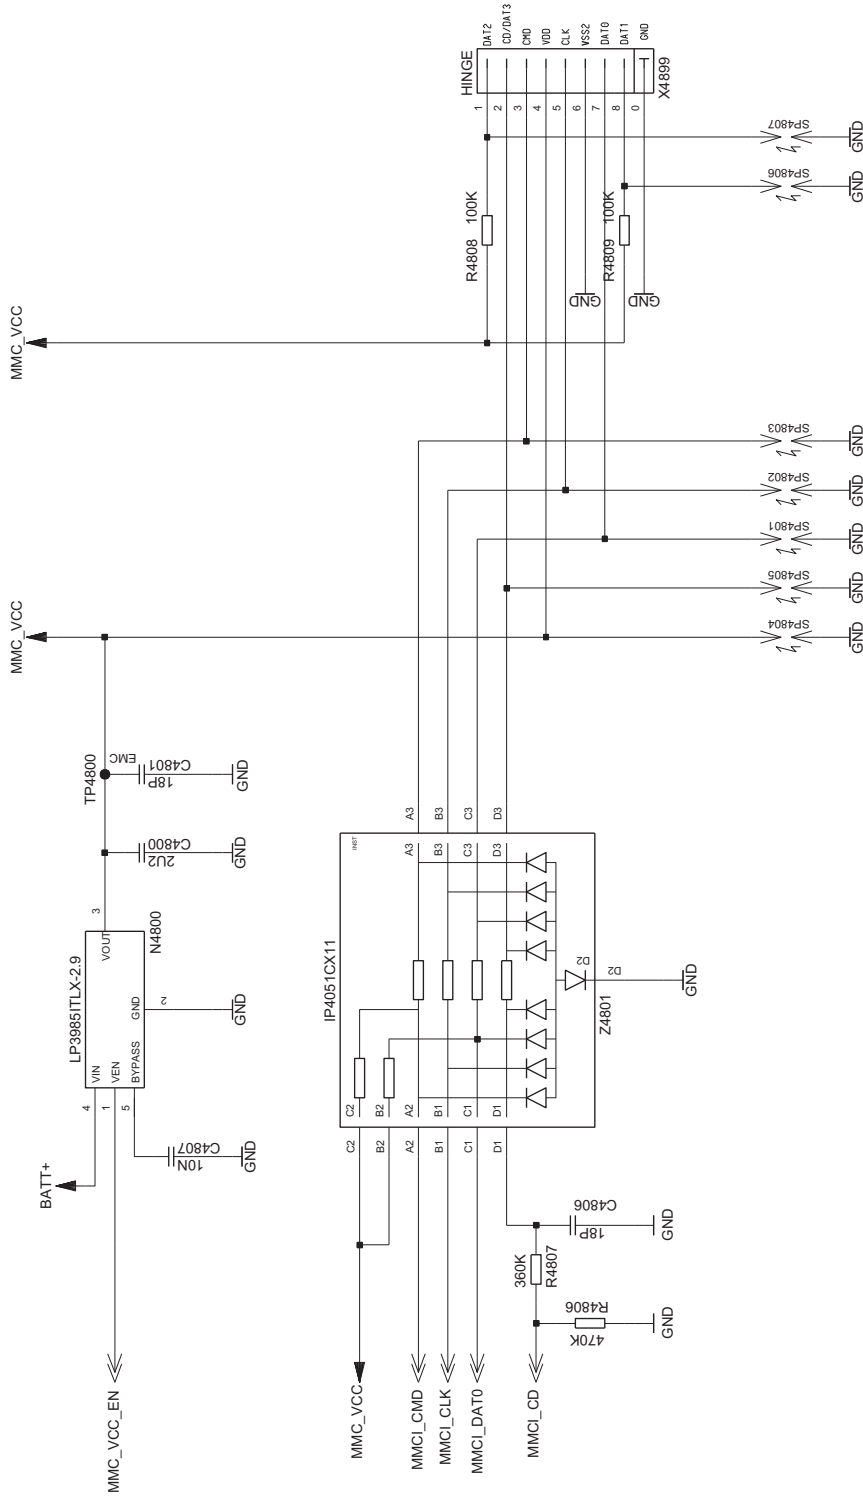 HINGE
DAT2
CD/DAT3
CMD
VDD
CLK
VSS2
DAT0
DAT1
GND
X4899
1
2
3
4
5
6
7
8
0
SP4807
GND
SP4806
GND
100K
R4808
100K
R4809
GND
GND
MMC_VCC
SP4803
GND
SP4802
GND
SP4801
GND
SP4805
GND
SP4804
GND
MMC_VCC
TP4800
EMC
C4801
18P
GND
C4800
2U2
GND
3
VOUT
N4800
LP3985ITLX-2.9
GND
2
GND
VIN
VEN
BYPASS
4
1
5
C4807
10N
GND
BATT+
MMC_VCC_EN
A3
B3
C3
D3
INST
A3
B3
C3
D3
IP4051CX11
D2
D2
Z4801
GND
C2
B2
A2
B1
C1
D1
C2
B2
A2
B1
C1
D1
C4806
18P
GND
360K
R4807
R4806
470K
GND
MMC_VCC
MMCI_CMD
MMCI_CLK
MMCI_DAT0
MMCI_CD